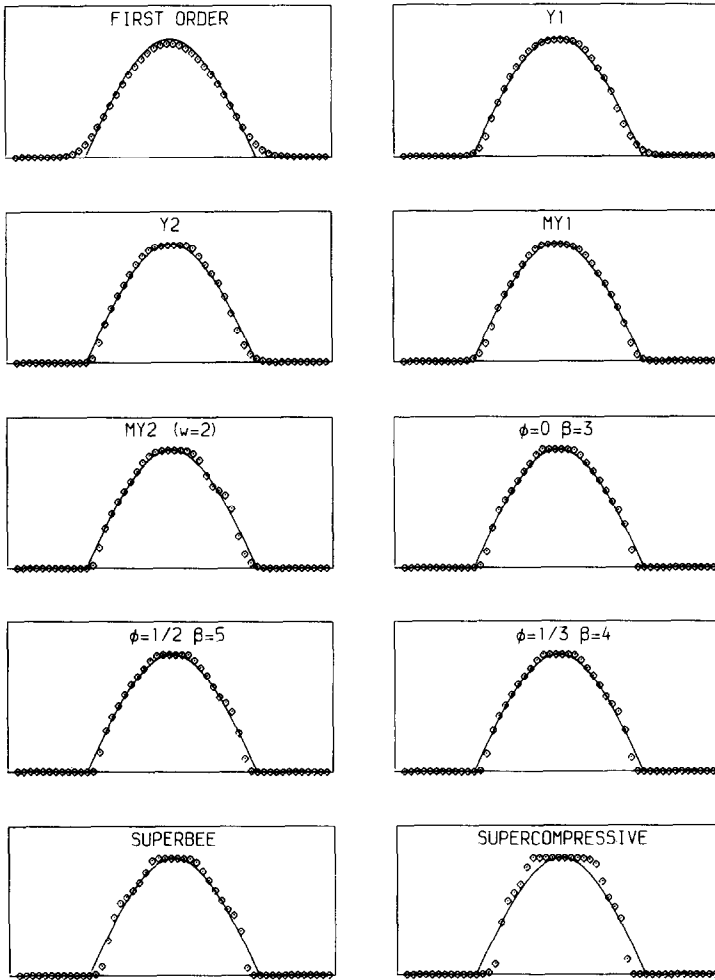 FIRST ORDER
Y1
Y2
MY1
MY2 (w=2)
ϕ=0 β=3
ϕ=1/2 β=5
ϕ=1/3 β=4
SUPERBEE
SUPERCOMPRESSIVE